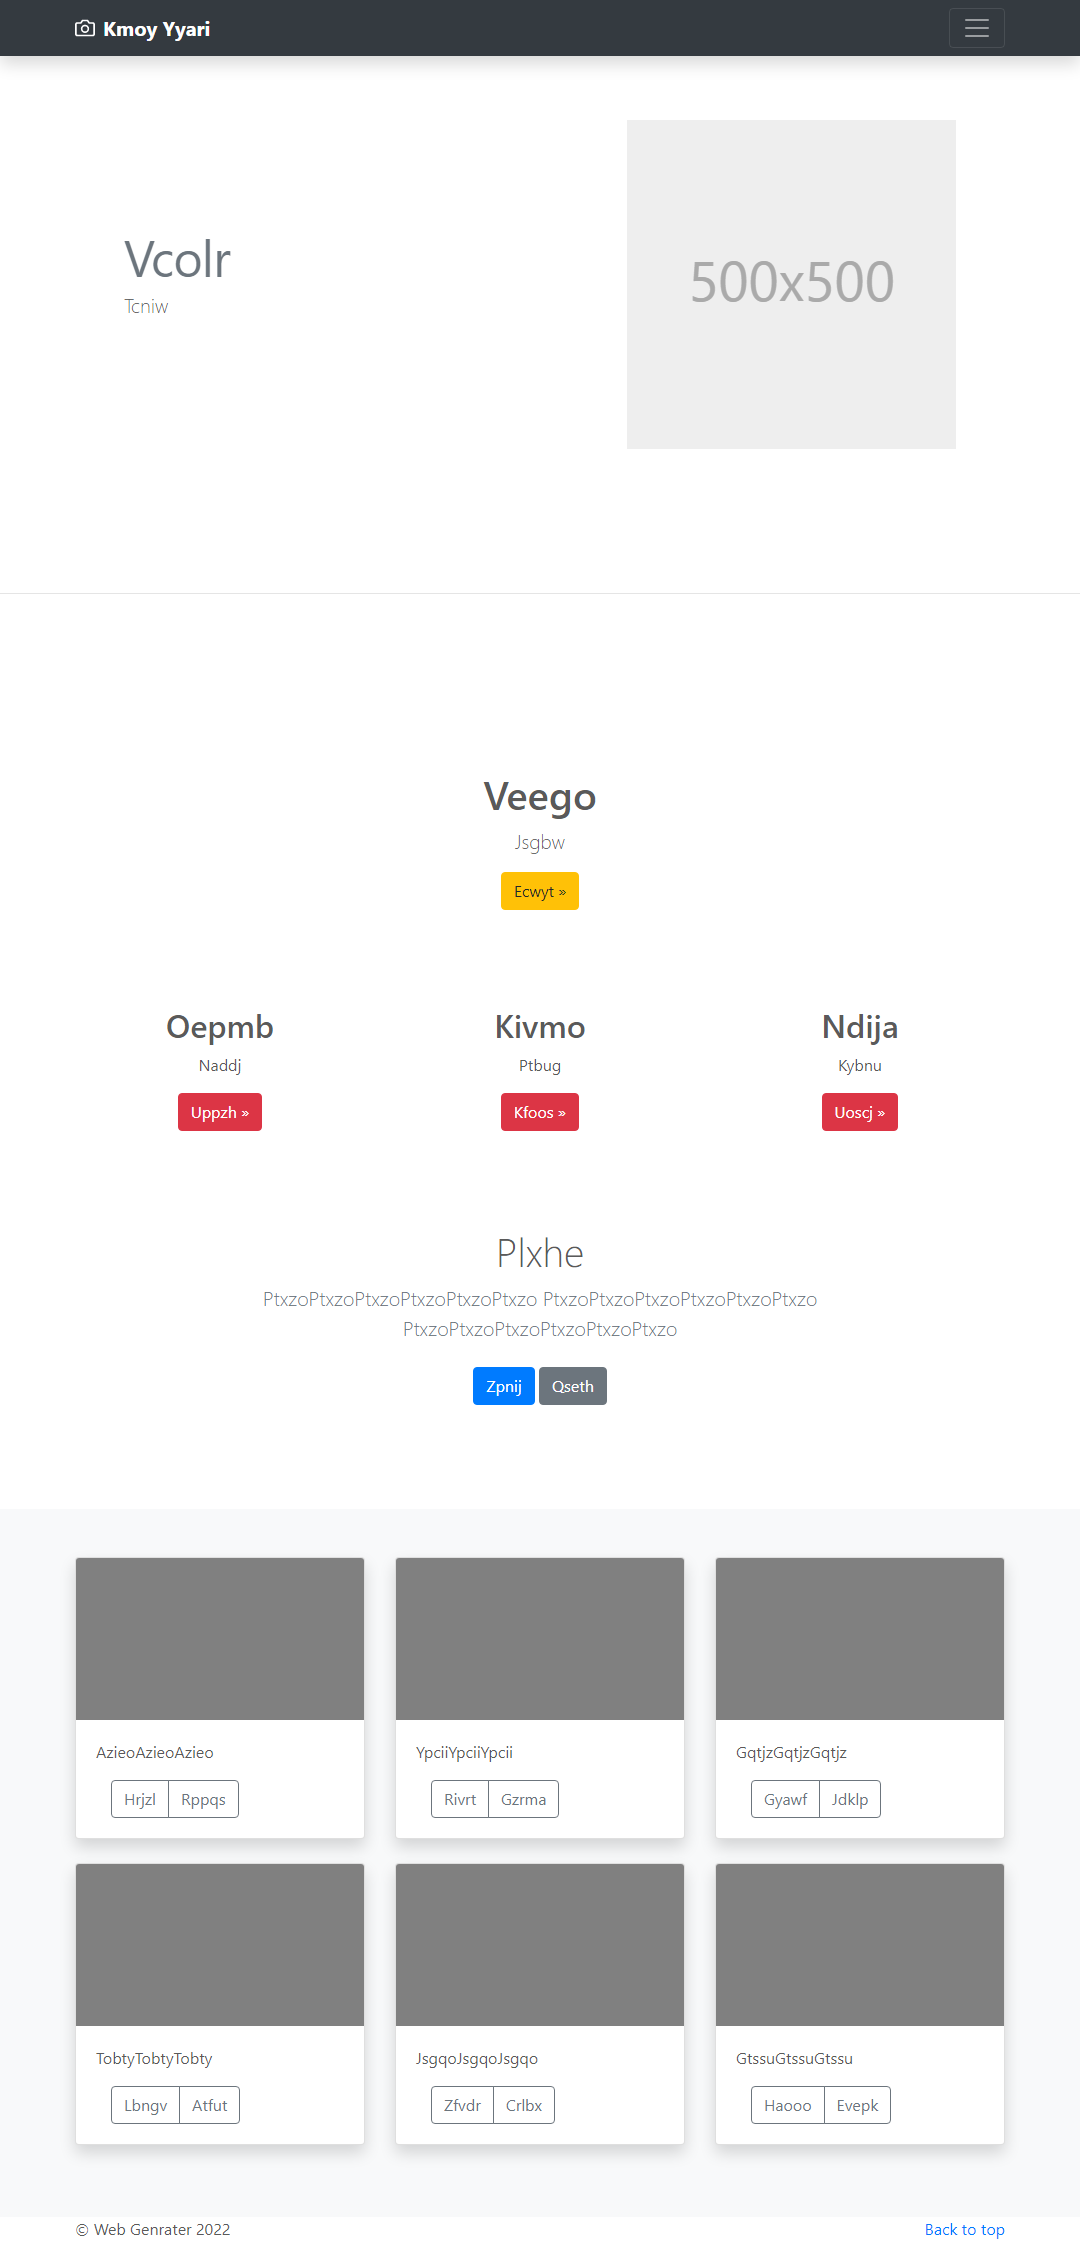 Kmoy Yyari
Vcolr
Tcniw
500x500
Veego
Jsgbw
Ecwyt »
Oepmb
Naddj
Uppzh »
Kivmo
Ptbug
Kfoos »
Ndija
Kybnu
Uoscj »
Plxhe
PtxzoPtxzoPtxzoPtxzoPtxzoPtxzo PtxzoPtxzoPtxzoPtxzoPtxzoPtxzo
PtxzoPtxzoPtxzoPtxzoPtxzoPtxzo
Zpnij Qseth
AzieoAzieoAzieo
Hrjzl Rppqs
YpciiYpciiYpcii
Rivrt Gzrma
GqtjzGqtjzGqtjz
Gyawf Jdklp
TobtyTobtyTobty
Lbngv Atfut
JsgqoJsgqoJsgqo
Zfvdr Crlbx
GtssuGtssuGtssu
Haooo Evepk
© Web Genrater 2022
Back to top